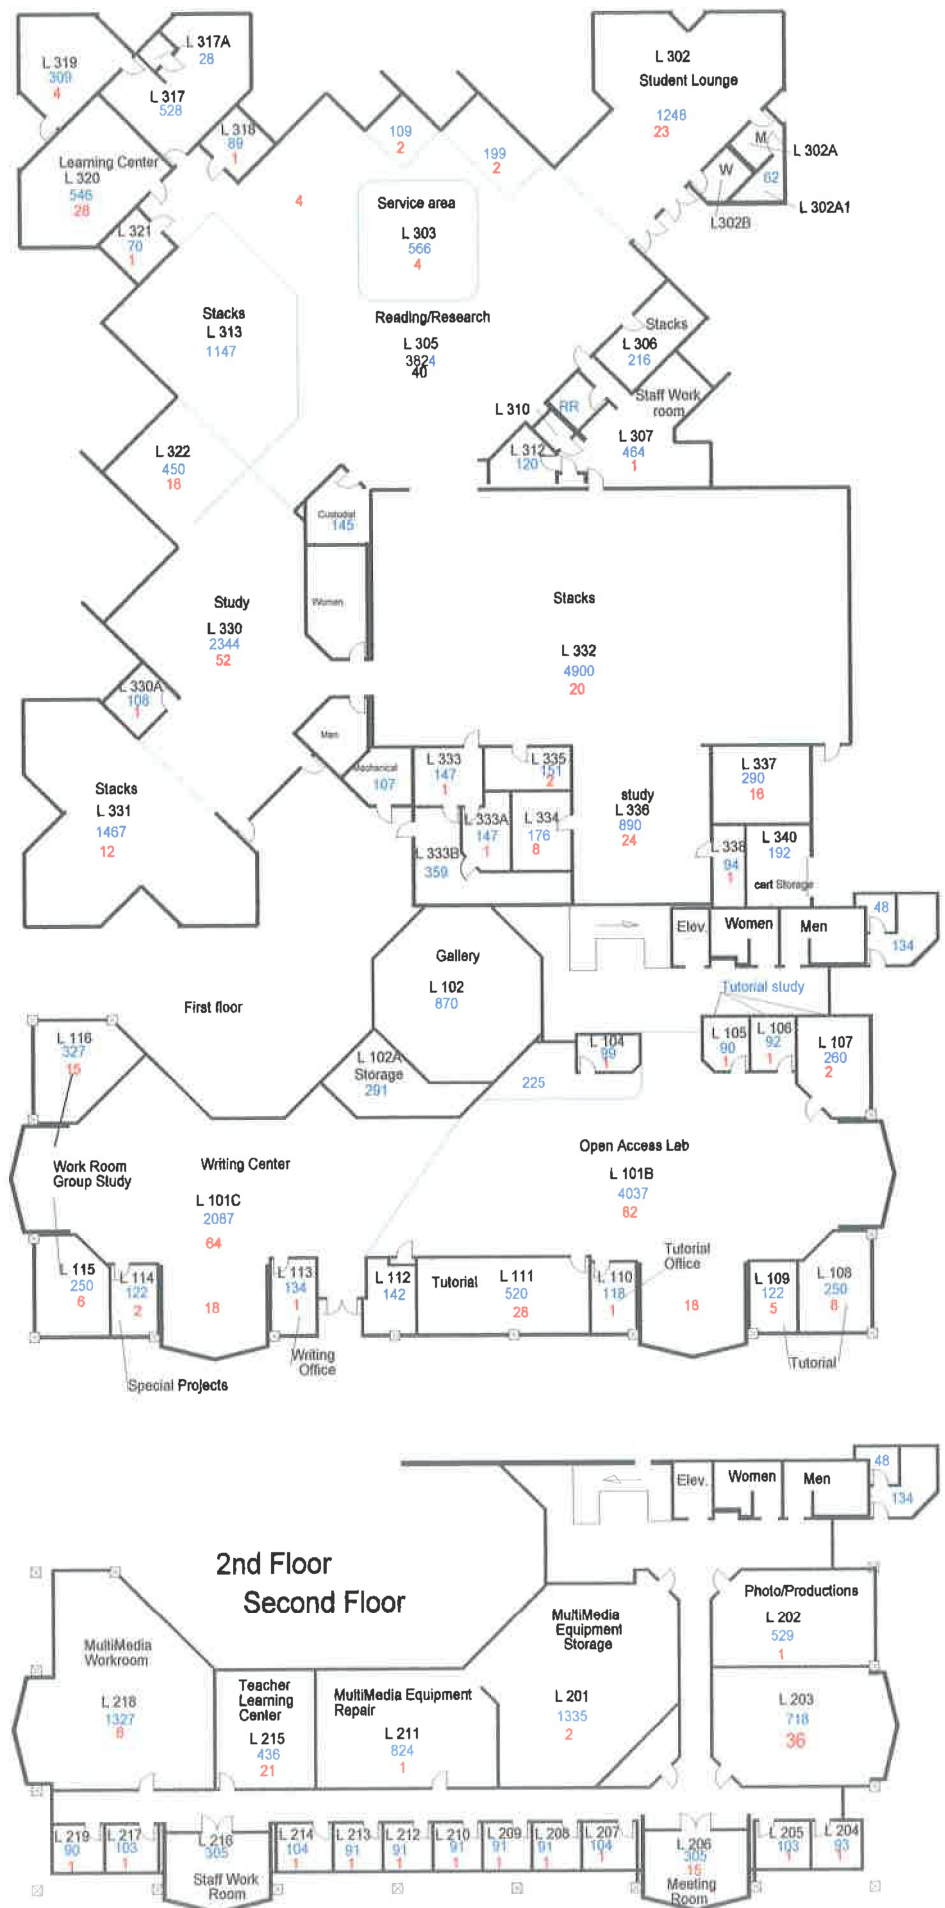 L 317A
28
L 302
Student Lounge
1248
23
L 319
309
4
L 317
528
L 318
89
1
109
2
199
2
M
L 302A
W
62
L 302A1
L302B
Learning Center
L 320
546
28
4
Service area
L 303
566
4
L 321
70
1
Stacks
L 313
1147
Reading/Research
L 305
3824
40
Stacks
L 306
216
Staff Work
room
RR
L 310
L 307
464
1
L 312
120
L 322
450
18
Custodial
145
Women
Study
L 330
2344
52
Stacks
L 332
4900
20
L 330A
108
1
Men
Mechanical
107
L 333
147
1
L 335
151
2
L 337
290
16
Stacks
L 331
1467
12
study
L 336
890
24
L 333A
147
1
L 334
176
8
L 333B
359
L 338
94
1
L 340
192
cart Storage
48
134
Elev.
Women
Men
Gallery
L 102
870
First floor
Tutorial study
L 116
327
15
L 102A
Storage
291
L 104
99
1
225
L 105
90
1
L 106
92
1
L 107
260
2
Work Room
Group Study
Writing Center
L 101C
2087
64
Open Access Lab
L 101B
4037
82
L 115
250
6
L 114
122
2
18
L 113
134
1
L 112
142
Tutorial
L 111
520
28
L 110
118
1
Tutorial
Office
18
L 109
122
5
L 108
250
8
Writing
Office
Special Projects
Tutorial
48
134
Elev.
Women
Men
2nd Floor
Second Floor
MultiMedia
Equipment
Storage
L 201
1335
2
Photo/Productions
L 202
529
1
MultiMedia
Workroom
L 218
1327
6
Teacher
Learning
Center
L 215
436
21
MultiMedia Equipment
Repair
L 211
824
1
L 203
718
36
L 219
90
1
L 217
103
1
L 216
305
Staff Work
Room
L 214
104
1
L 213
91
1
L 212
91
1
L 210
91
1
L 209
91
1
L 208
91
1
L 207
104
1
L 206
305
15
Meeting
Room
L 205
103
1
L 204
93
1